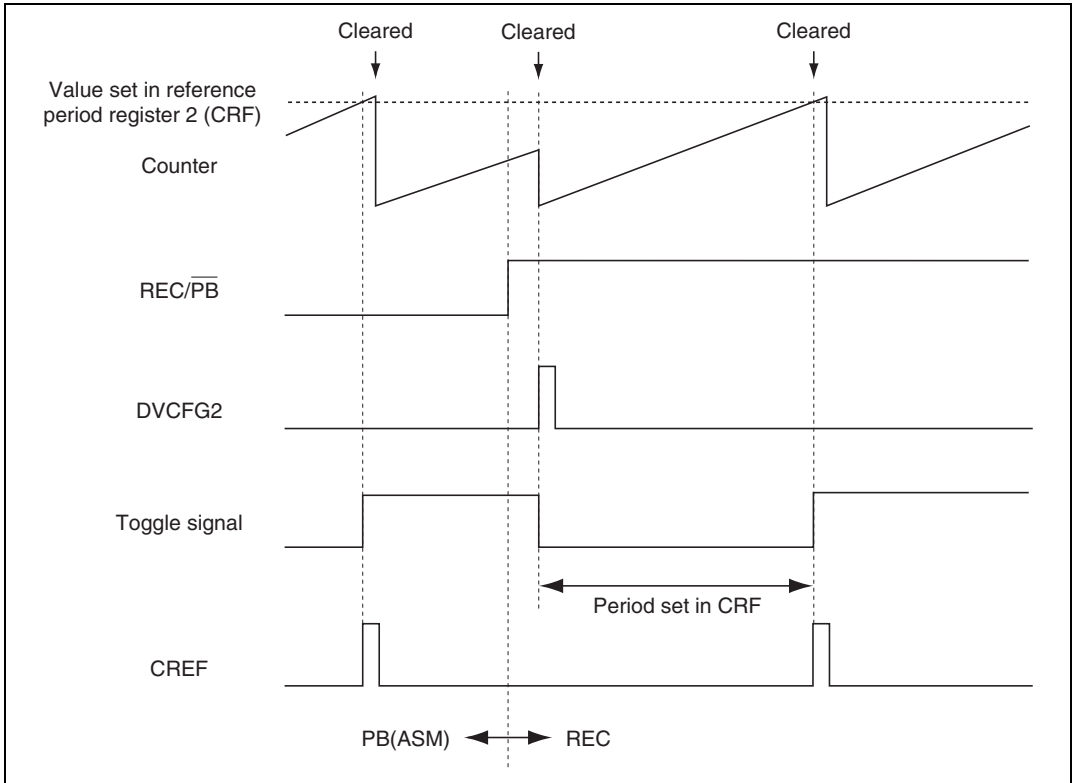 Cleared
Cleared
Cleared
Value set in reference
period register 2 (CRF)
Counter
REC/P̅B̅
DVCFG2
Toggle signal
Period set in CRF
CREF
PB(ASM)
REC